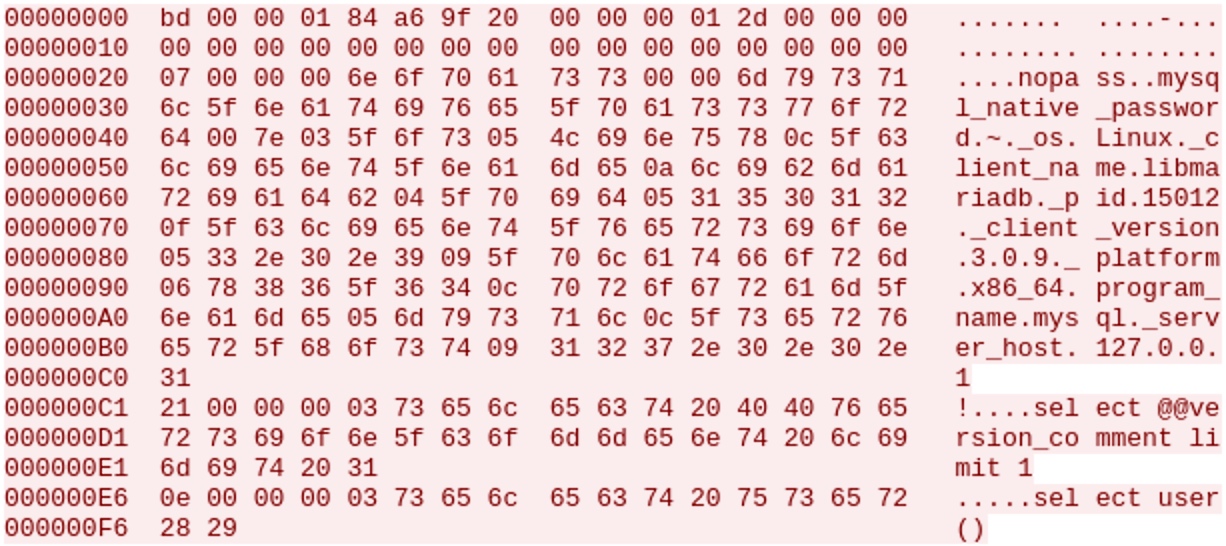 00000000  bd 00 00 01 84 a6 9f 20  00 00 00 01 2d 00 00 00   .......  ....-...
00000010  00 00 00 00 00 00 00 00  00 00 00 00 00 00 00 00   ........ ........
00000020  07 00 00 00 6e 6f 70 61  73 73 00 00 6d 79 73 71   ....nopa ss..mysq
00000030  6c 5f 6e 61 74 69 76 65  5f 70 61 73 73 77 6f 72   l_native _passwor
00000040  64 00 7e 03 5f 6f 73 05  4c 69 6e 75 78 0c 5f 63   d.~._os. Linux._c
00000050  6c 69 65 6e 74 5f 6e 61  6d 65 0a 6c 69 62 6d 61   lient_na me.libma
00000060  72 69 61 64 62 04 5f 70  69 64 05 31 35 30 31 32   riadb._p id.15012
00000070  0f 5f 63 6c 69 65 6e 74  5f 76 65 72 73 69 6f 6e   ._client _version
00000080  05 33 2e 30 2e 39 09 5f  70 6c 61 74 66 6f 72 6d   .3.0.9._ platform
00000090  06 78 38 36 5f 36 34 0c  70 72 6f 67 72 61 6d 5f   .x86_64. program_
000000A0  6e 61 6d 65 05 6d 79 73  71 6c 0c 5f 73 65 72 76   name.mys ql._serv
000000B0  65 72 5f 68 6f 73 74 09  31 32 37 2e 30 2e 30 2e   er_host. 127.0.0.
000000C0  31                                                 1
000000C1  21 00 00 00 03 73 65 6c  65 63 74 20 40 40 76 65   !....sel ect @@ve
000000D1  72 73 69 6f 6e 5f 63 6f  6d 6d 65 6e 74 20 6c 69   rsion_co mment li
000000E1  6d 69 74 20 31                                     mit 1
000000E6  0e 00 00 00 03 73 65 6c  65 63 74 20 75 73 65 72   .....sel ect user
000000F6  28 29                                              ()